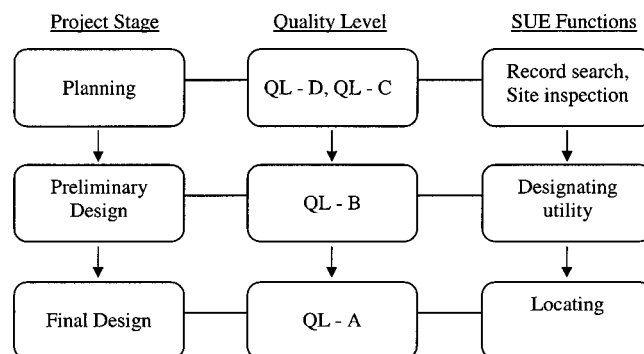 Project Stage
Quality Level
SUE Functions
Planning
QL - D, QL - C
Record search,
Site inspection
Preliminary
Design
QL - B
Designating
utility
Final Design
QL - A
Locating